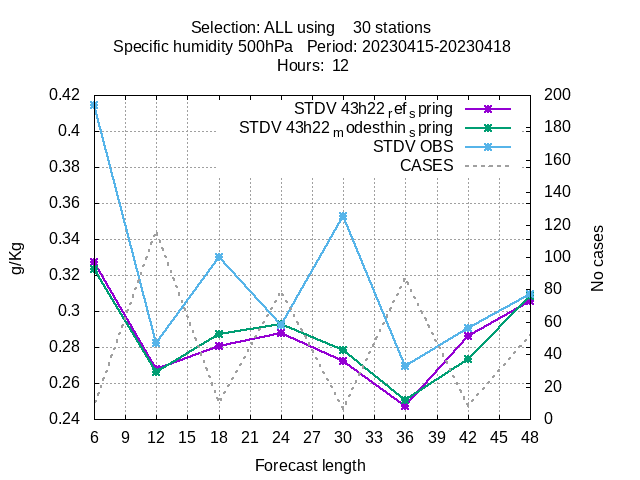 Selection: ALL using    30 stations
Specific humidity 500hPa   Period: 20230415-20230418
Hours:  12
STDV 43h22refspring
STDV 43h22modesthinspring
STDV OBS
CASES
0.42
0.4
0.38
0.36
0.34
0.32
0.3
0.28
0.26
0.24
g/Kg
200
180
160
140
120
100
80
60
40
20
0
No cases
6 9 12 15 18 21 24 27 30 33 36 39 42 45 48
Forecast length